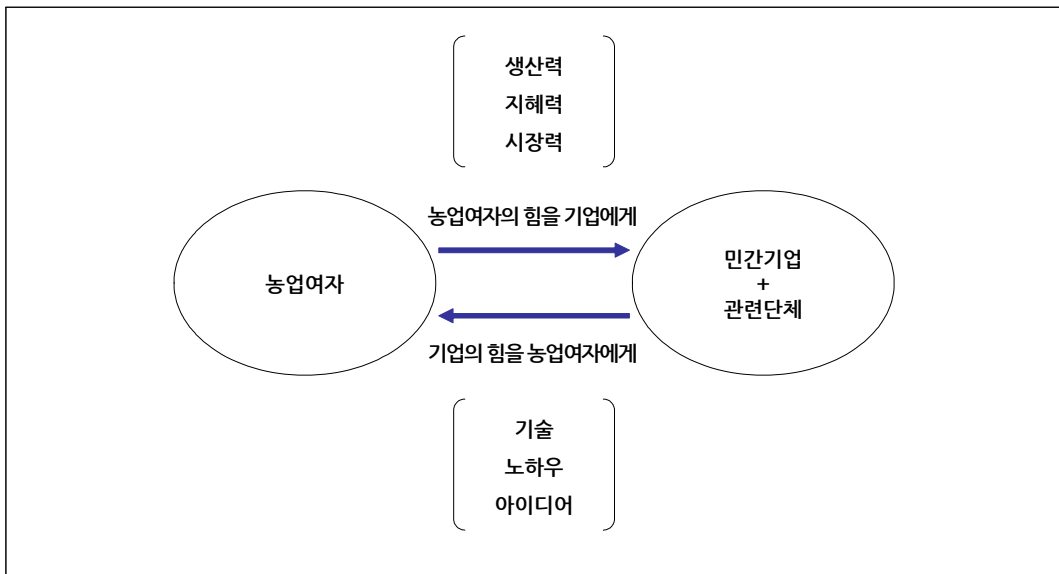 생산력
지혜력
시장력
농업여자의 힘을 기업에게
농업여자
민간기업
+
관련단체
기업의 힘을 농업여자에게
기술
노하우
아이디어